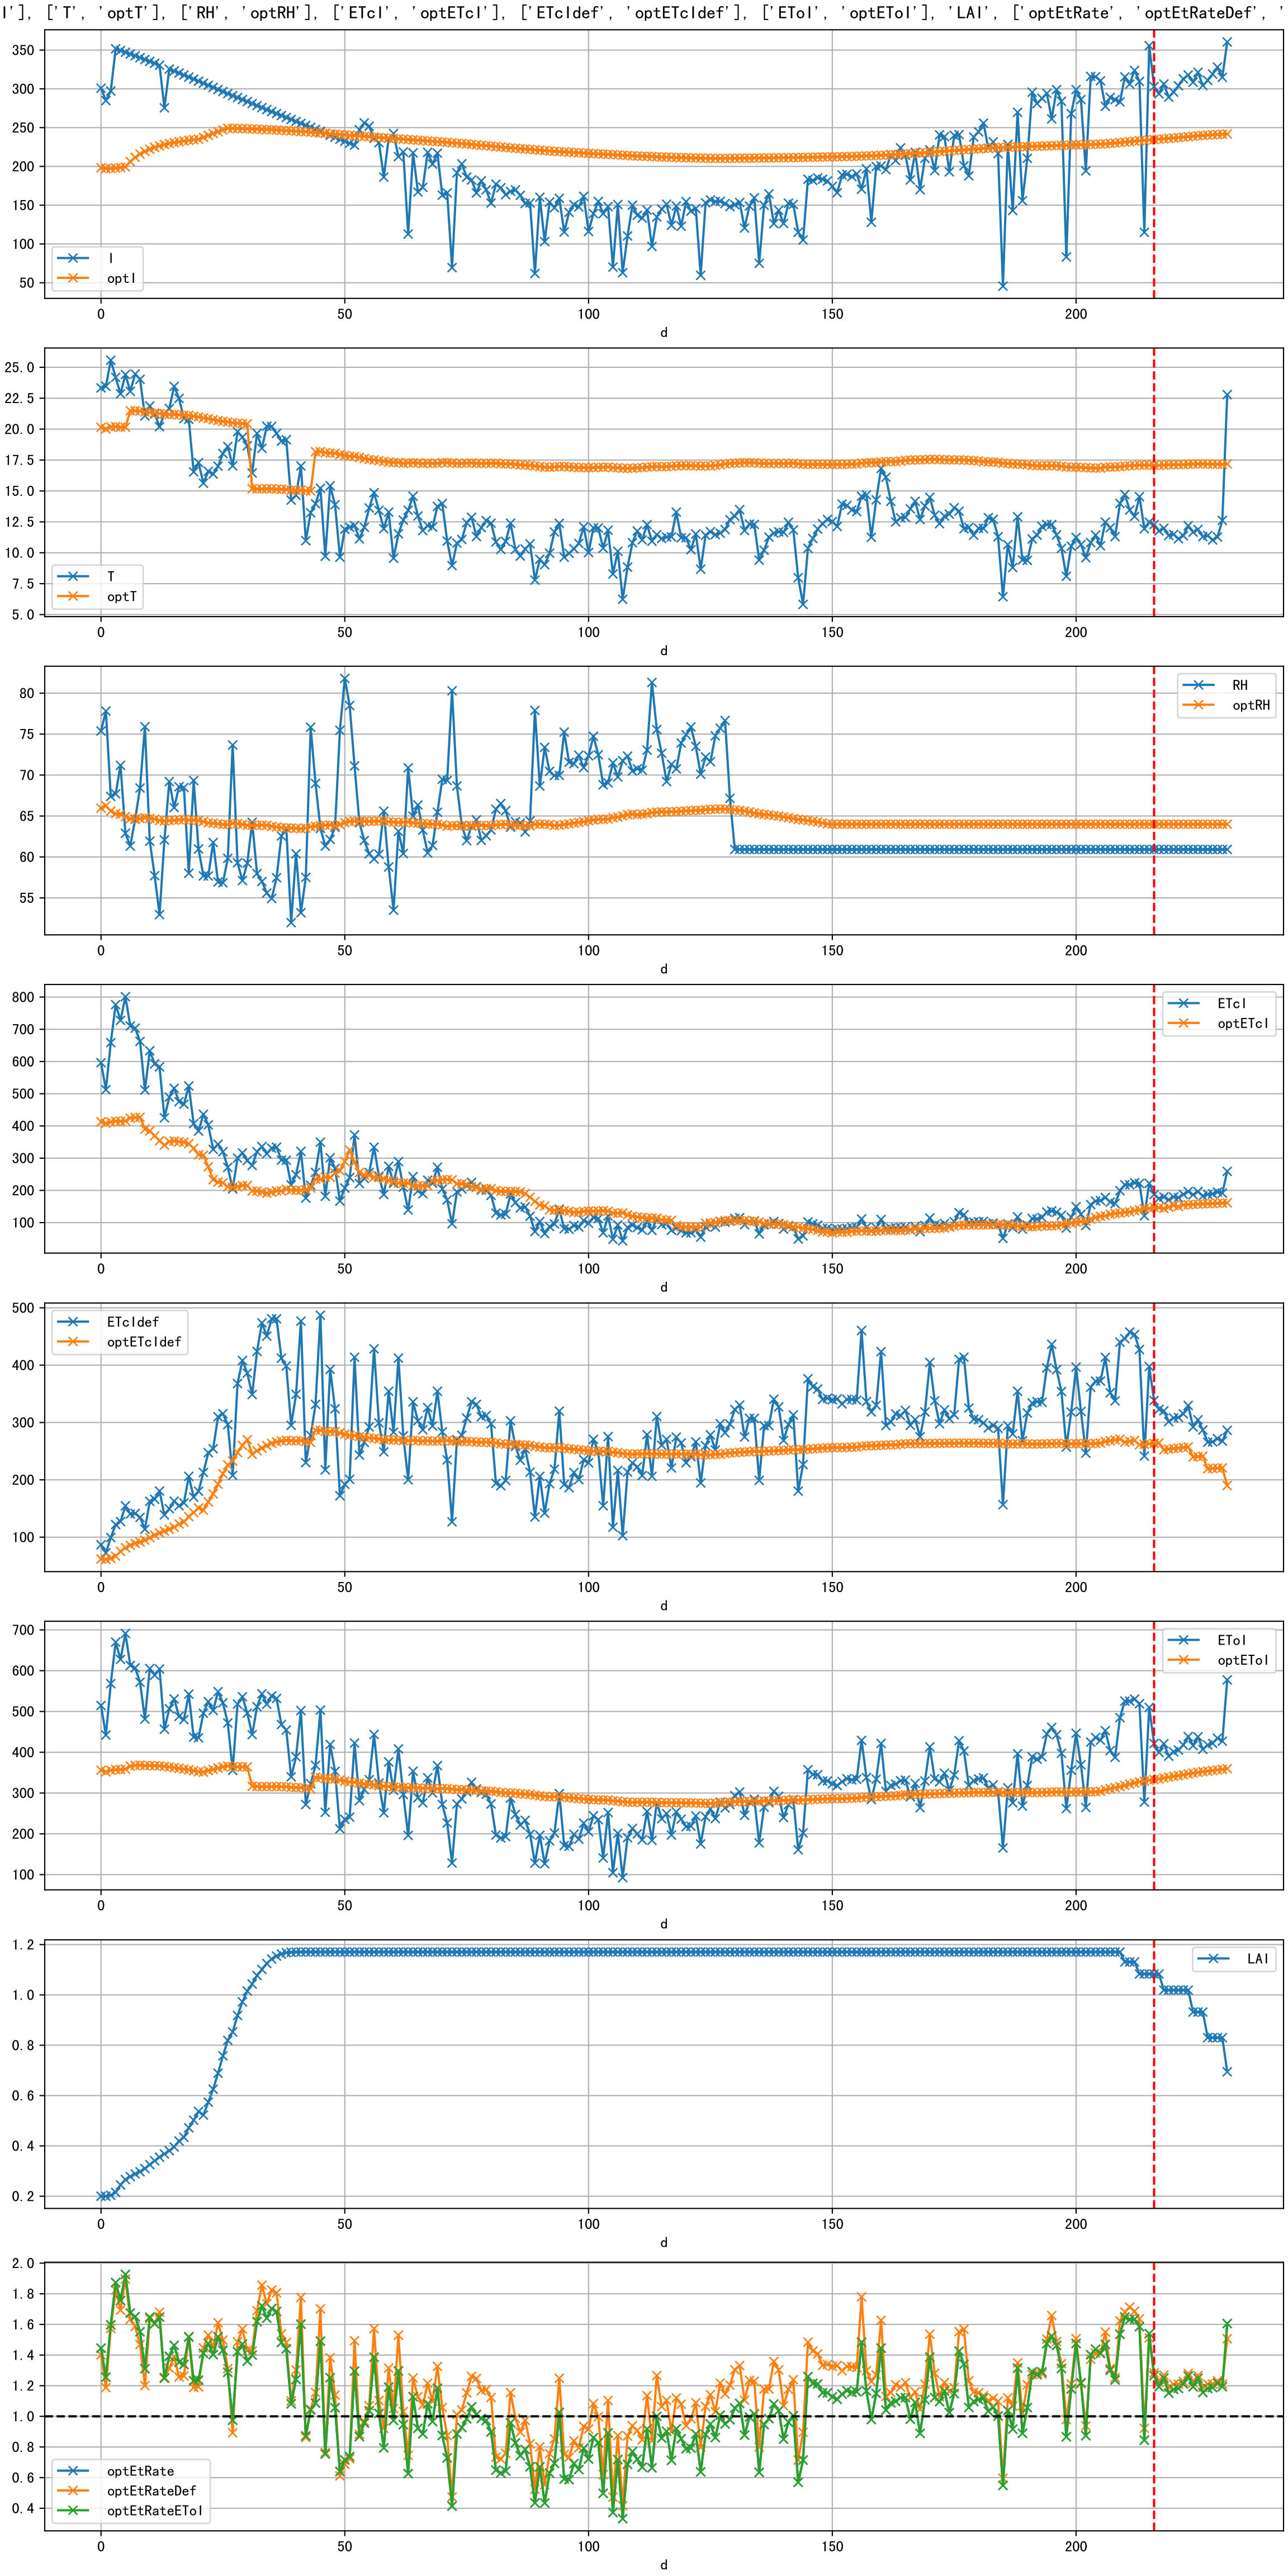 I'], ['T', 'optT'], ['RH', 'optRH'], ['ETcI', 'optETcI'], ['ETcIdef', 'optETcIdef'], ['EToI', 'optEToI'], 'LAI', ['optEtRate', 'optEtRateDef', '
350
300
250
200
150
100
50
I
optI
0 50 100 150 200
d
25.0
22.5
20.0
17.5
15.0
12.5
10.0
7.5
5.0
T
optT
0 50 100 150 200
d
80
75
70
65
60
55
RH
optRH
0 50 100 150 200
d
800
700
600
500
400
300
200
100
ETcI
optETcI
0 50 100 150 200
d
500
400
300
200
100
ETcIdef
optETcIdef
0 50 100 150 200
d
700
600
500
400
300
200
100
EToI
optEToI
0 50 100 150 200
d
1.2
1.0
0.8
0.6
0.4
0.2
LAI
0 50 100 150 200
d
2.0
1.8
1.6
1.4
1.2
1.0
0.8
0.6
0.4
optEtRate
optEtRateDef
optEtRateEToI
0 50 100 150 200
d